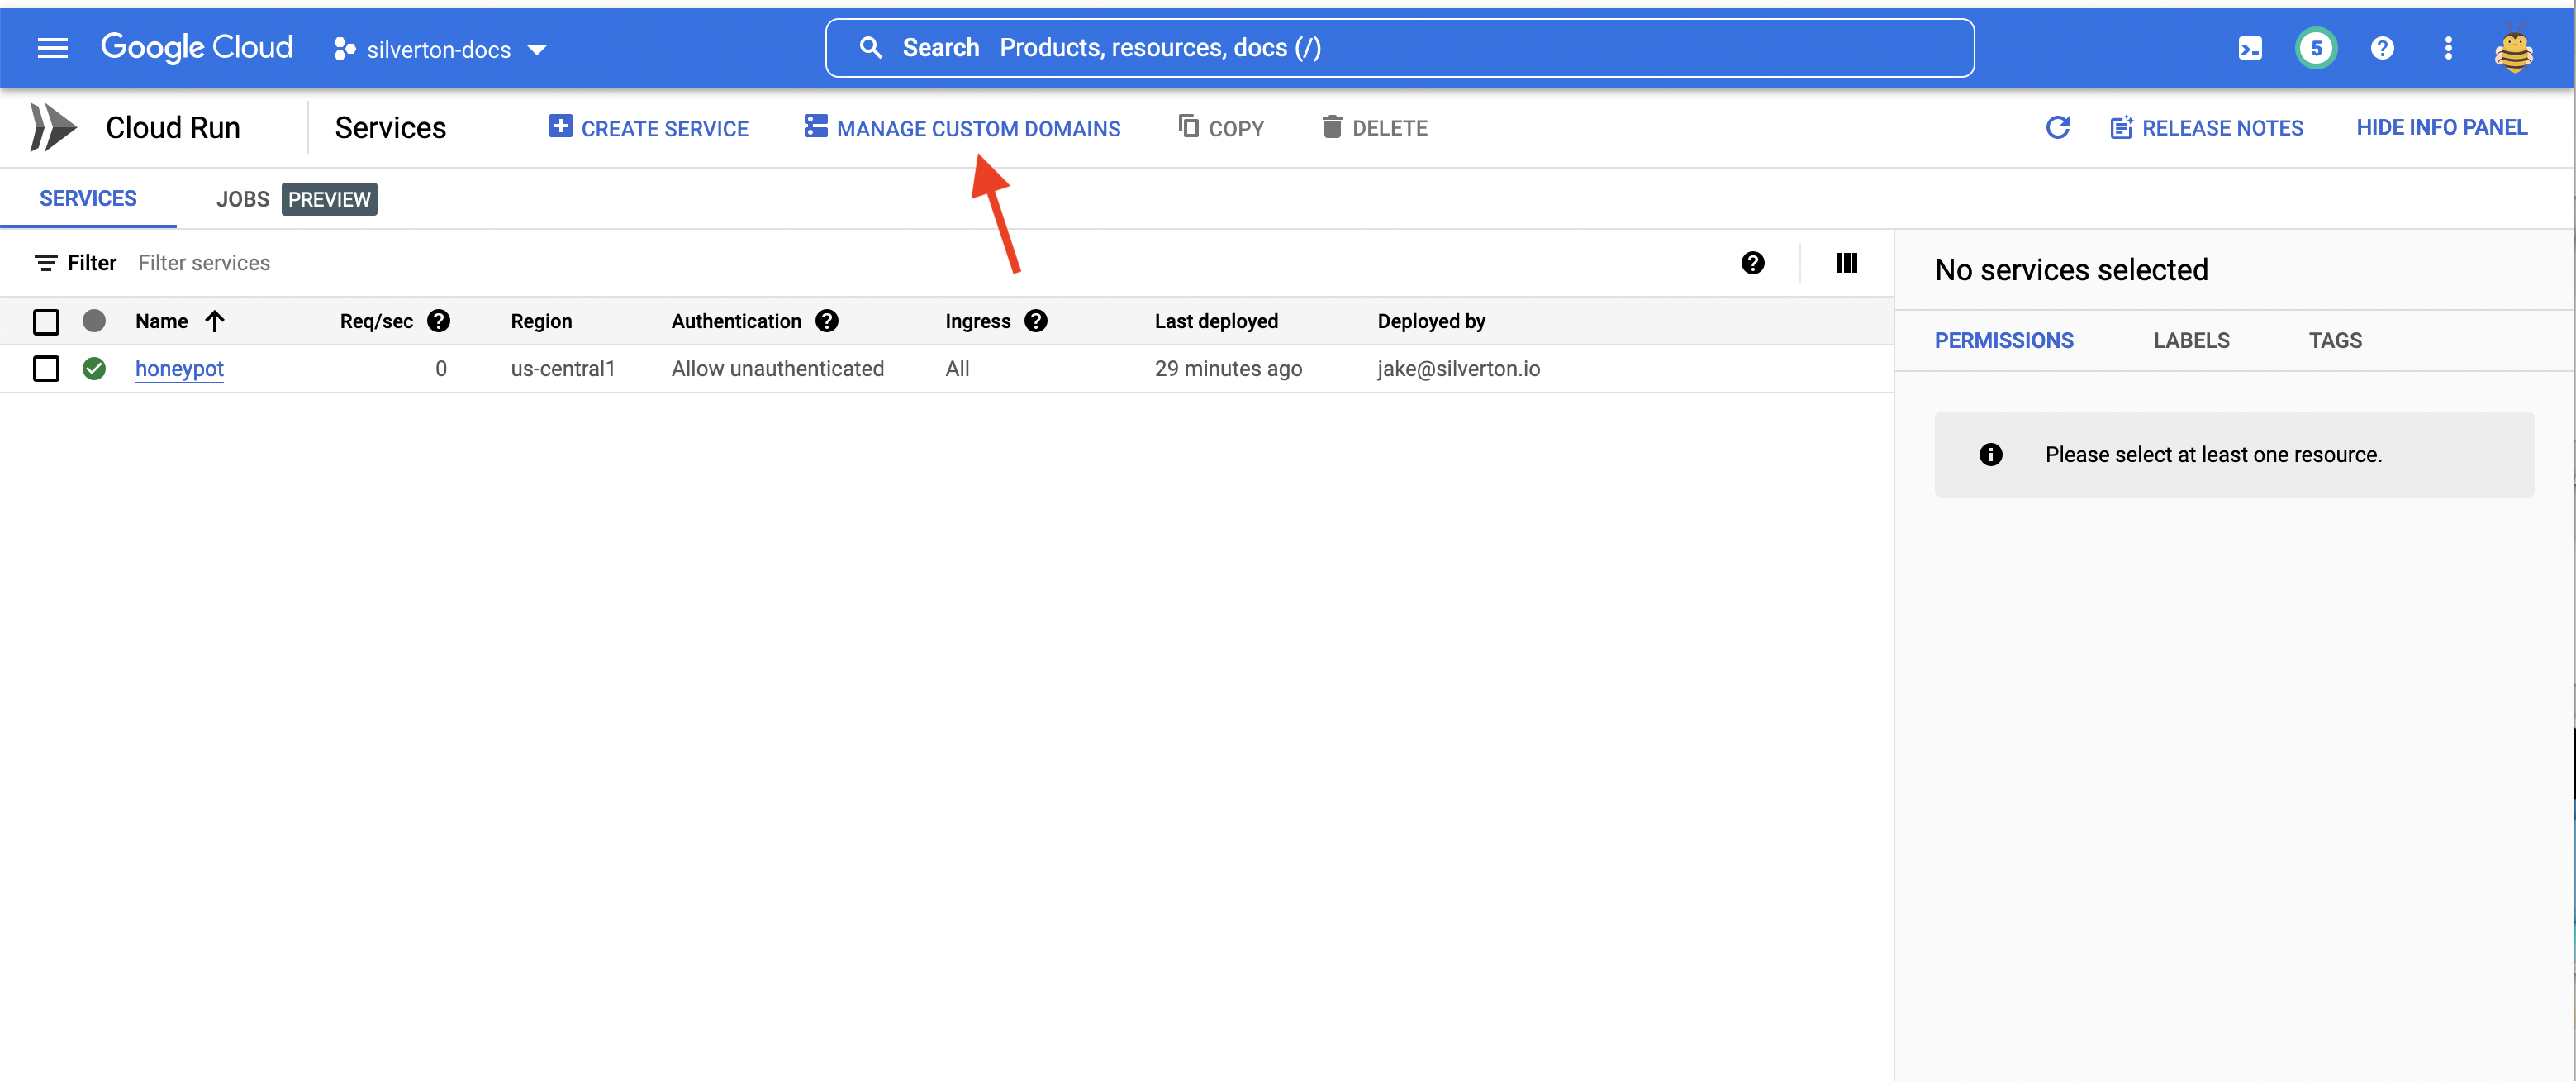 Google Cloud silverton-docs Search Products, resources, docs (/) 5
Cloud Run Services CREATE SERVICE MANAGE CUSTOM DOMAINS COPY DELETE RELEASE NOTES HIDE INFO PANEL
SERVICES JOBS PREVIEW
Filter Filter services
No services selected
Name Req/sec Region Authentication Ingress Last deployed Deployed by
PERMISSIONS LABELS TAGS
honeypot 0 us-central1 Allow unauthenticated All 29 minutes ago jake@silverton.io
Please select at least one resource.